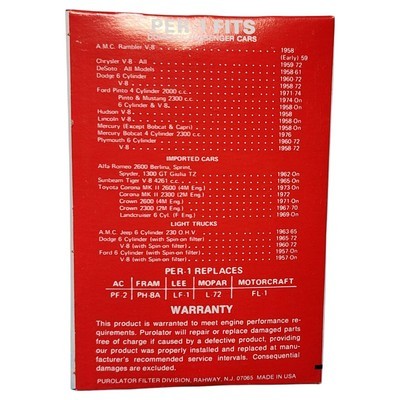 PER-1 FITS
PASSENGER CARS
A.M.C. Rambler V-8 1958
(Early) 59
Chrysler V-8 - All 1959-72
DeSoto All Models 1958-61
Dodge 6 Cylinder 1960-72
V-8 1958-72
Ford Pinto 4 Cylinder 2000 c.c. 1971-74
Pinto & Mustang 2300 c.c. 1974 On
6 Cylinder & V-8 1958 On
Hudson V-8
Lincoln V-8 1958 On
Mercury (Except Bobcat & Capri) 1958 On
Mercury Bobcat 4 Cylinder 2300 c.c. 1976
Plymouth 6 Cylinder 1960-72
V-8 1958-72
IMPORTED CARS
Alfa Romeo 2600 Berlina, Sprint,
Spyder, 1300 GT Giulia TZ 1962 On
Sunbeam Tiger V-8 4261 c.c. 1965 On
Toyota Corona MK II 2600 (4M Eng.) 1973 On
Corona MK II 2300 (2M Eng.) 1972
Crown 2600 (4M Eng.) 1971 On
Crown 2300 (2M Eng.) 1967-70
Landcruiser 6 Cyl. (F Eng.) 1969 On
LIGHT TRUCKS
A.M.C. Jeep 6 Cylinder 230 O.H.V. 1963-65
Dodge 6 Cylinder (with Spin-on filter) 1965-72
V-8 (with Spin-on filter) 1960-72
Ford 6 Cylinder (with Spin-on filter) 1957 On
V-8 (with Spin-on filter) 1957 On
PER-1 REPLACES
AC FRAM LEE MOPAR MOTORCRAFT
PF-2 PH-8A LF-1 L-72 FL-1
WARRANTY
This product is warranted to meet engine performance re-
quirements. Purolator will repair or replace damaged parts
free of charge if caused by a defective product, providing
our product was properly installed and replaced at manu-
facturer's recommended service intervals. Consequential
damages are excluded.
PUROLATOR FILTER DIVISION, RAHWAY, N.J. 07065 MADE IN USA